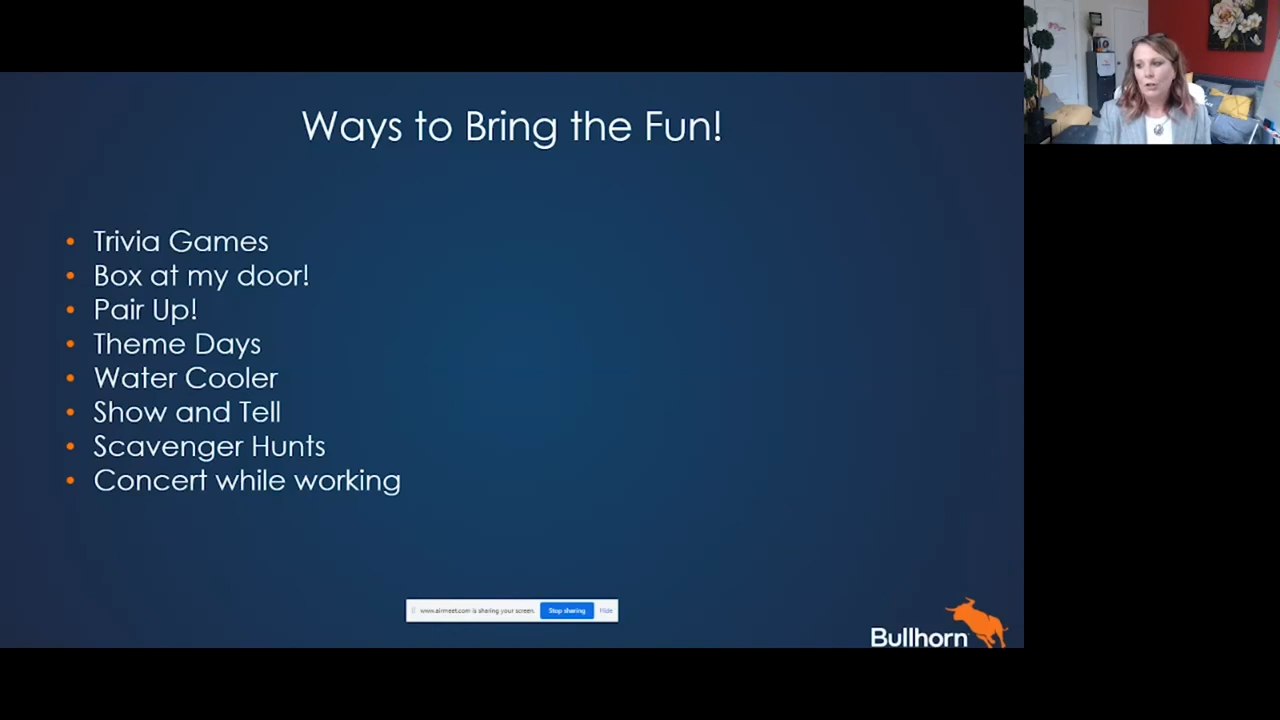 Ways to Bring the Fun!
Trivia Games
Box at my door!
Pair Up!
Theme Days
Water Cooler
Show and Tell
Scavenger Hunts
Concert while working
www.airmeet.com is sharing your screen. Stop sharing Hide
Bullhorn